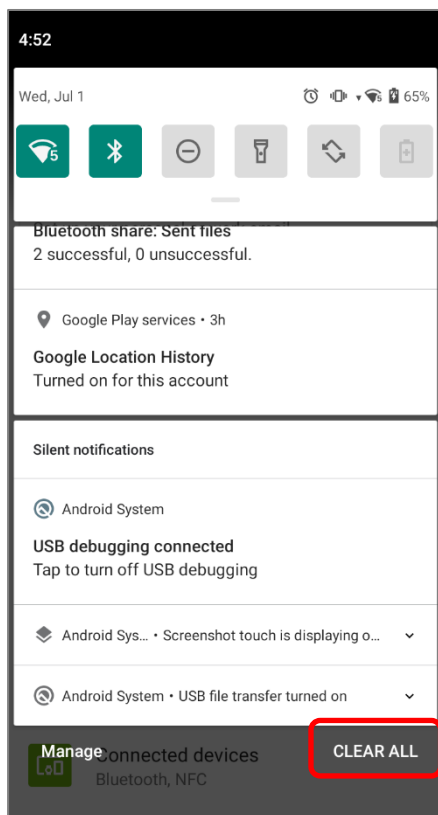 4:52
Wed, Jul 1
65%
5
Bluetooth share: Sent files
2 successful, 0 unsuccessful.
Google Play services • 3h
Google Location History
Turned on for this account
Silent notifications
Android System
USB debugging connected
Tap to turn off USB debugging
Android Sys... • Screenshot touch is displaying o...
Android System • USB file transfer turned on
Manage
CLEAR ALL
Connected devices
Bluetooth, NFC